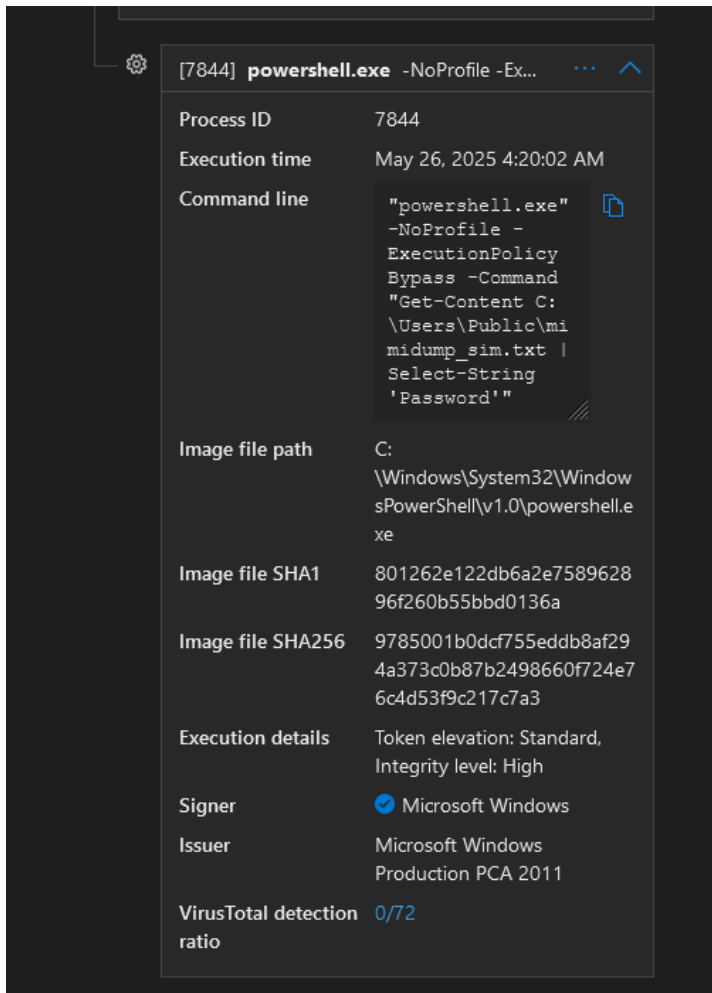 [7844] powershell.exe -NoProfile -Ex... ...
Process ID 7844
Execution time May 26, 2025 4:20:02 AM
Command line "powershell.exe"
-NoProfile -
ExecutionPolicy
Bypass -Command
"Get-Content C:
\Users\Public\mi
midump_sim.txt |
Select-String
'Password'"
Image file path C:
\Windows\System32\Window
sPowerShell\v1.0\powershell.e
xe
Image file SHA1 801262e122db6a2e7589628
96f260b55bbd0136a
Image file SHA256 9785001b0dcf755eddb8af29
4a373c0b87b2498660f724e7
6c4d53f9c217c7a3
Execution details Token elevation: Standard,
Integrity level: High
Signer Microsoft Windows
Issuer Microsoft Windows
Production PCA 2011
VirusTotal detection 0/72
ratio